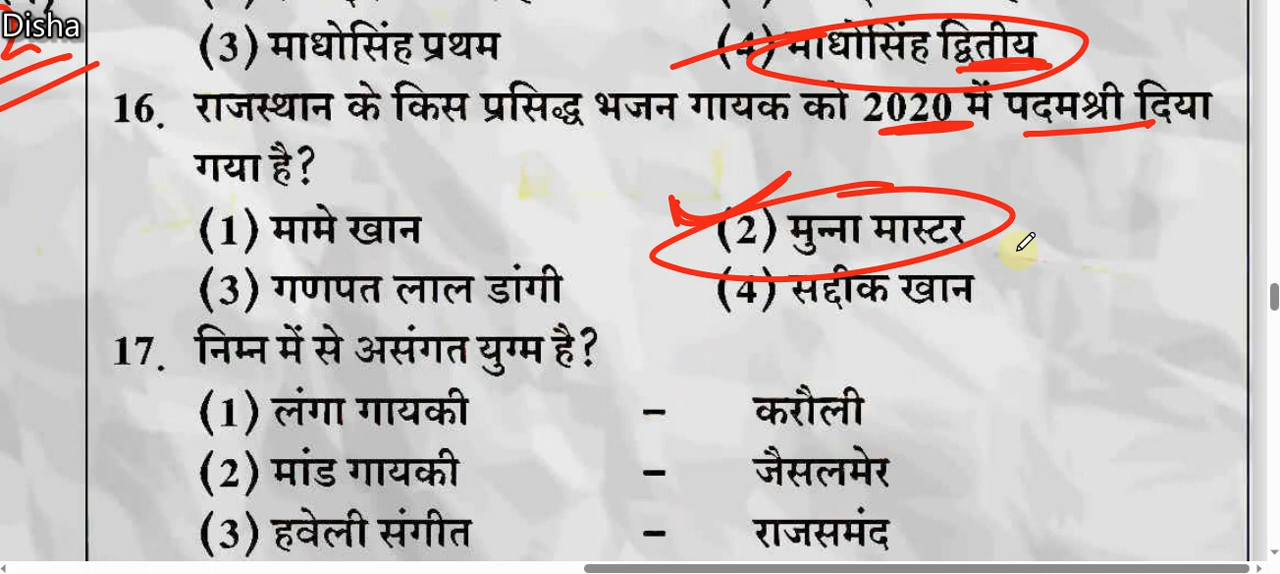 Disha
(3) माधोसिंह प्रथम (4) माधोसिंह द्वितीय
16. राजस्थान के किस प्रसिद्ध भजन गायक को 2020 में पदमश्री दिया
गया है?
(1) मामे खान (2) मुन्ना मास्टर
(3) गणपत लाल डांगी (4) सद्दीक खान
17. निम्न में से असंगत युग्म है?
(1) लंगा गायकी – करौली
(2) मांड गायकी – जैसलमेर
(3) हवेली संगीत – राजसमंद